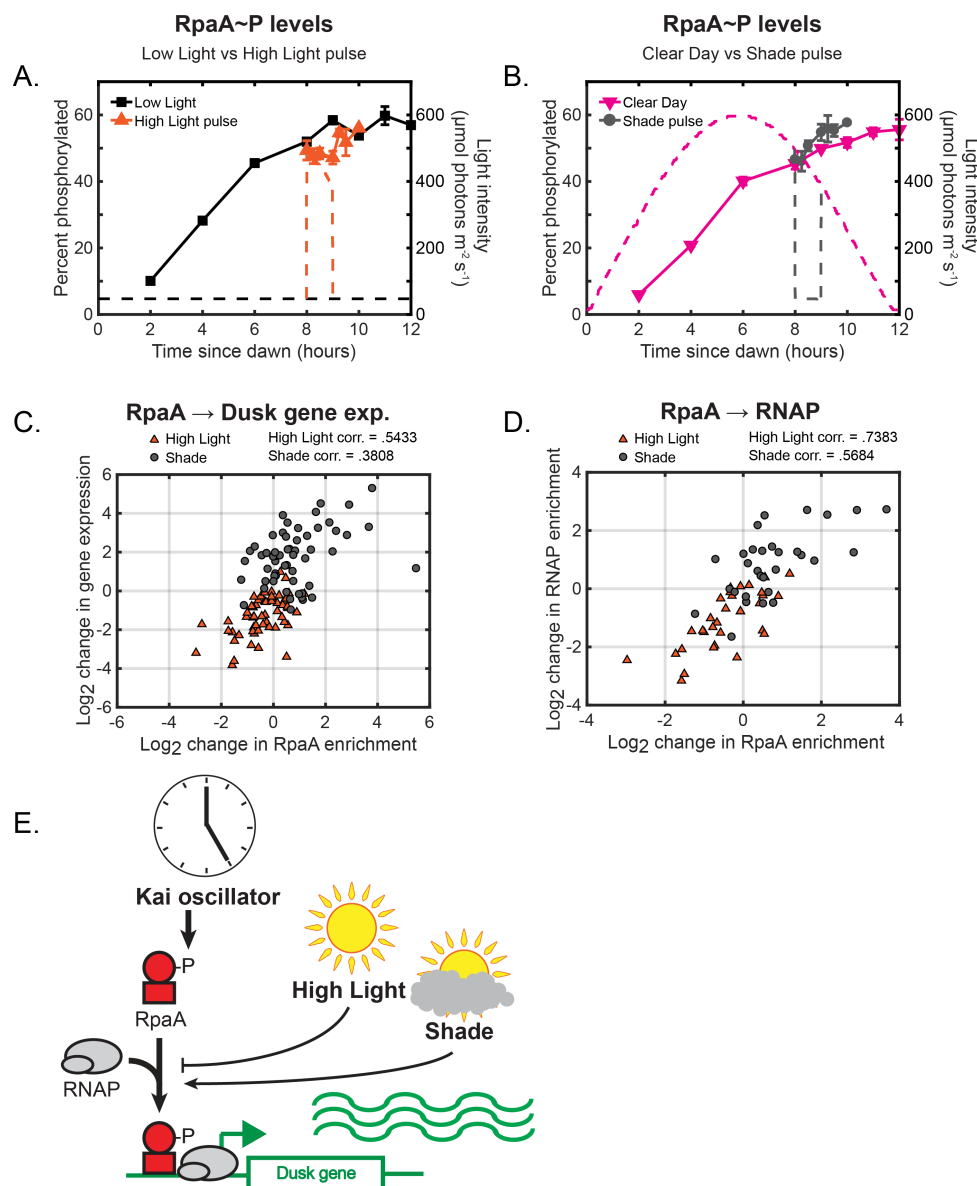 RpaA~P levels
Low Light vs High Light pulse
A.
Low Light
High Light pulse
Percent phosphorylated
60
40
20
0
600
400
200
0
Light intensity
(μmol photons m⁻² s⁻¹)
0 2 4 6 8 10 12
Time since dawn (hours)
RpaA~P levels
Clear Day vs Shade pulse
B.
Clear Day
Shade pulse
Percent phosphorylated
60
40
20
0
600
400
200
0
Light intensity
(μmol photons m⁻² s⁻¹)
0 2 4 6 8 10 12
Time since dawn (hours)
C.
RpaA → Dusk gene exp.
High Light
Shade
High Light corr. = .5433
Shade corr. = .3808
Log₂ change in gene expression
6
4
2
0
-2
-4
-6
-6 -4 -2 0 2 4 6
Log₂ change in RpaA enrichment
D.
RpaA → RNAP
High Light
Shade
High Light corr. = .7383
Shade corr. = .5684
Log₂ change in RNAP enrichment
4
2
0
-2
-4
-4 -2 0 2 4
Log₂ change in RpaA enrichment
E.
Kai oscillator
-P
RpaA
High Light
Shade
RNAP
-P
Dusk gene